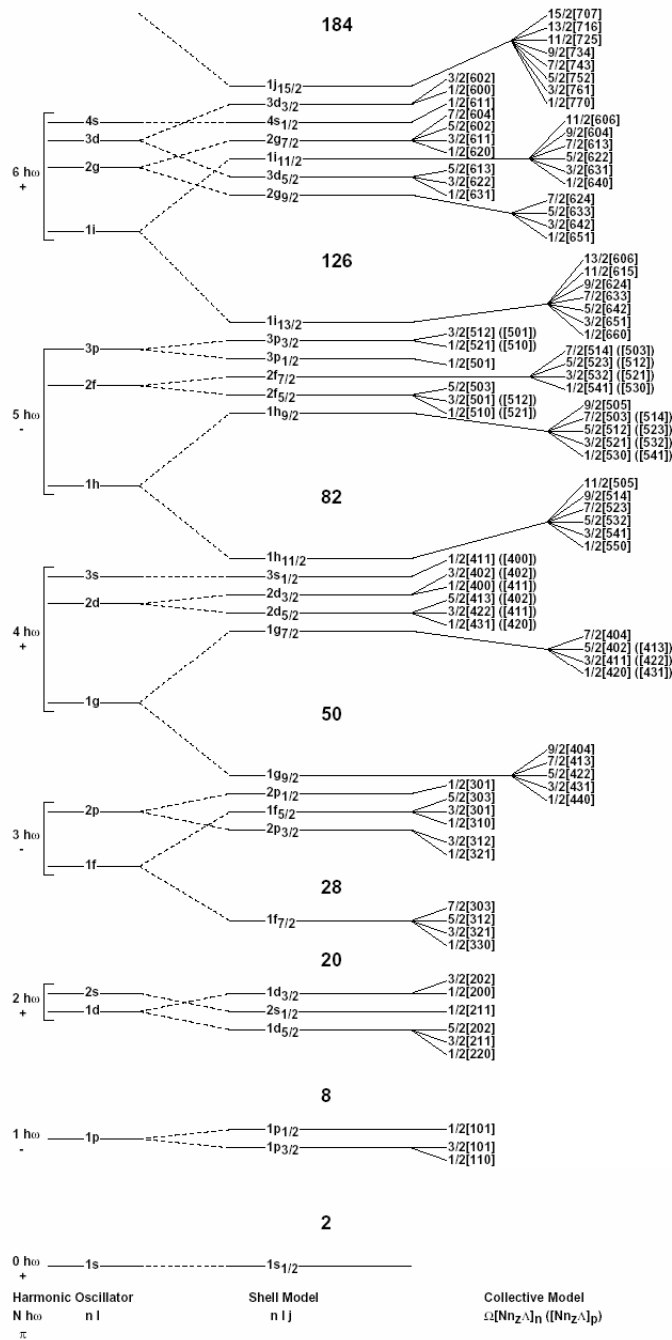 184
15/2[707]
13/2[716]
11/2[725]
9/2[734]
7/2[743]
5/2[752]
3/2[761]
1/2[770]
1j15/2
3d3/2
3/2[602]
1/2[600]
4s
4s1/2
1/2[611]
3d
2g7/2
7/2[604]
5/2[602]
3/2[611]
1/2[620]
6 hω
+
2g
1i11/2
11/2[606]
9/2[604]
7/2[613]
5/2[622]
3/2[631]
1/2[640]
3d5/2
5/2[613]
3/2[622]
1/2[631]
2g9/2
7/2[624]
5/2[633]
3/2[642]
1/2[651]
1i
126
13/2[606]
11/2[615]
9/2[624]
7/2[633]
5/2[642]
3/2[651]
1/2[660]
1i13/2
3p
3p3/2
3/2[512] ([501])
1/2[521] ([510])
3p1/2
1/2[501]
2f
2f7/2
7/2[514] ([503])
5/2[523] ([512])
3/2[532] ([521])
1/2[541] ([530])
5 hω
-
2f5/2
5/2[503]
3/2[501] ([512])
1/2[510] ([521])
1h9/2
9/2[505]
7/2[503] ([514])
5/2[512] ([523])
3/2[521] ([532])
1/2[530] ([541])
1h
82
11/2[505]
9/2[514]
7/2[523]
5/2[532]
3/2[541]
1/2[550]
1h11/2
3s
3s1/2
1/2[411] ([400])
2d
2d3/2
3/2[402] ([402])
1/2[400] ([411])
2d5/2
5/2[413] ([402])
3/2[422] ([411])
1/2[431] ([420])
4 hω
+
1g7/2
7/2[404]
5/2[402] ([413])
3/2[411] ([422])
1/2[420] ([431])
1g
50
9/2[404]
7/2[413]
5/2[422]
3/2[431]
1/2[440]
1g9/2
2p1/2
1/2[301]
2p
1f5/2
5/2[303]
3/2[301]
1/2[310]
3 hω
-
2p3/2
3/2[312]
1/2[321]
1f
28
1f7/2
7/2[303]
5/2[312]
3/2[321]
1/2[330]
20
2 hω
+
2s
1d3/2
3/2[202]
1/2[200]
1d
2s1/2
1/2[211]
1d5/2
5/2[202]
3/2[211]
1/2[220]
8
1 hω
-
1p
1p1/2
1/2[101]
1p3/2
3/2[101]
1/2[110]
2
0 hω
+
1s
1s1/2
Harmonic Oscillator
Shell Model
Collective Model
N hω
n l
n l j
Ω[NnzΛ]n ([NnzΛ]p)
π